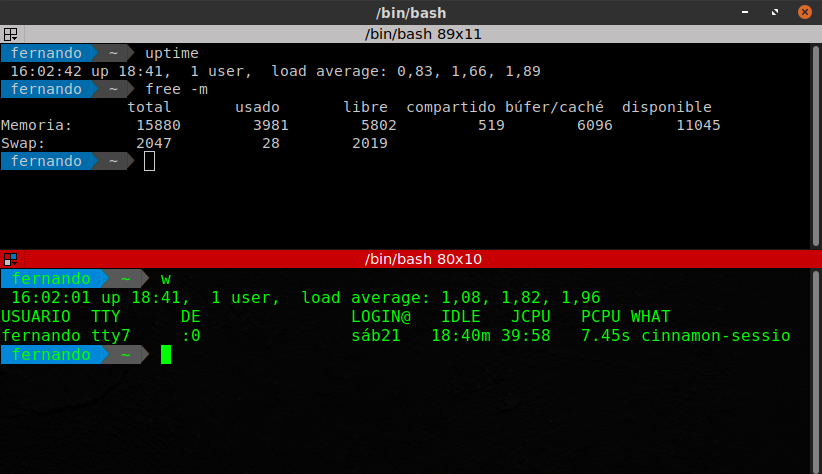 /bin/bash
/bin/bash 89x11
fernando ~ uptime
16:02:42 up 18:41, 1 user, load average: 0,83, 1,66, 1,89
fernando ~ free -m
total usado libre compartido búfer/caché disponible
Memoria: 15880 3981 5802 519 6096 11045
Swap: 2047 28 2019
fernando ~
/bin/bash 80x10
fernando ~ w
16:02:01 up 18:41, 1 user, load average: 1,08, 1,82, 1,96
USUARIO TTY DE LOGIN@ IDLE JCPU PCPU WHAT
fernando tty7 :0 sáb21 18:40m 39:58 7.45s cinnamon-sessio
fernando ~